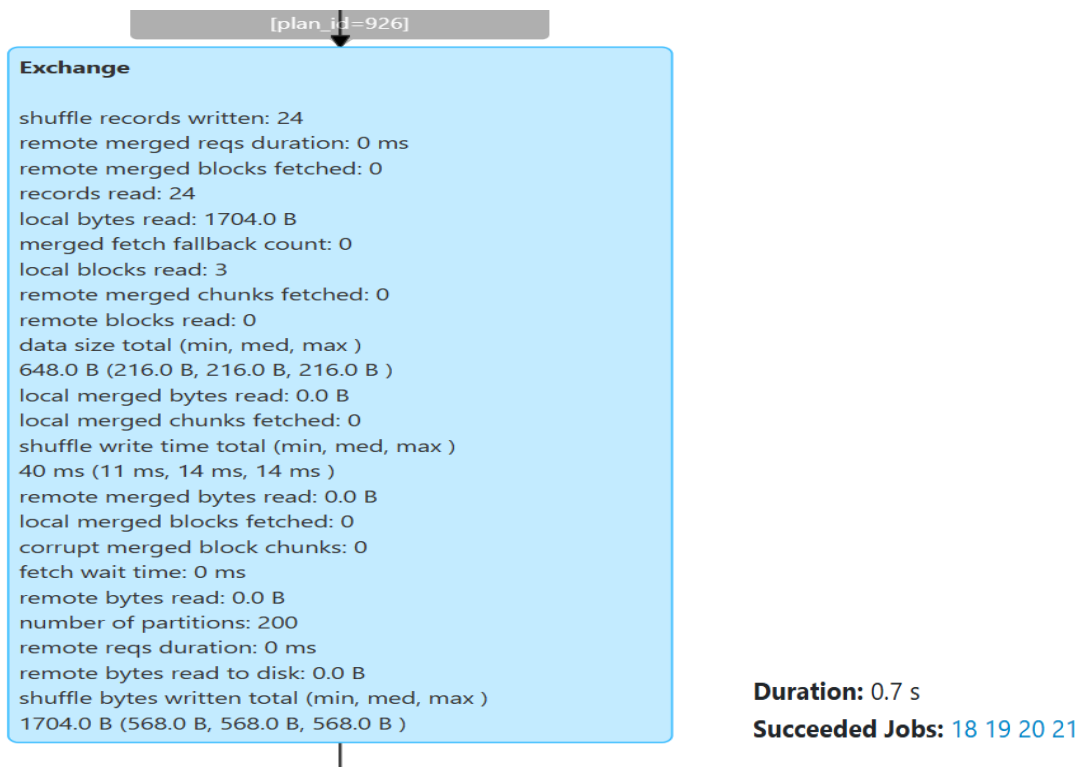 [plan_id=926]
Exchange
shuffle records written: 24
remote merged reqs duration: 0 ms
remote merged blocks fetched: 0
records read: 24
local bytes read: 1704.0 B
merged fetch fallback count: 0
local blocks read: 3
remote merged chunks fetched: 0
remote blocks read: 0
data size total (min, med, max )
648.0 B (216.0 B, 216.0 B, 216.0 B )
local merged bytes read: 0.0 B
local merged chunks fetched: 0
shuffle write time total (min, med, max )
40 ms (11 ms, 14 ms, 14 ms )
remote merged bytes read: 0.0 B
local merged blocks fetched: 0
corrupt merged block chunks: 0
fetch wait time: 0 ms
remote bytes read: 0.0 B
number of partitions: 200
remote reqs duration: 0 ms
remote bytes read to disk: 0.0 B
shuffle bytes written total (min, med, max )
1704.0 B (568.0 B, 568.0 B, 568.0 B )
Duration: 0.7 s
Succeeded Jobs: 18 19 20 21